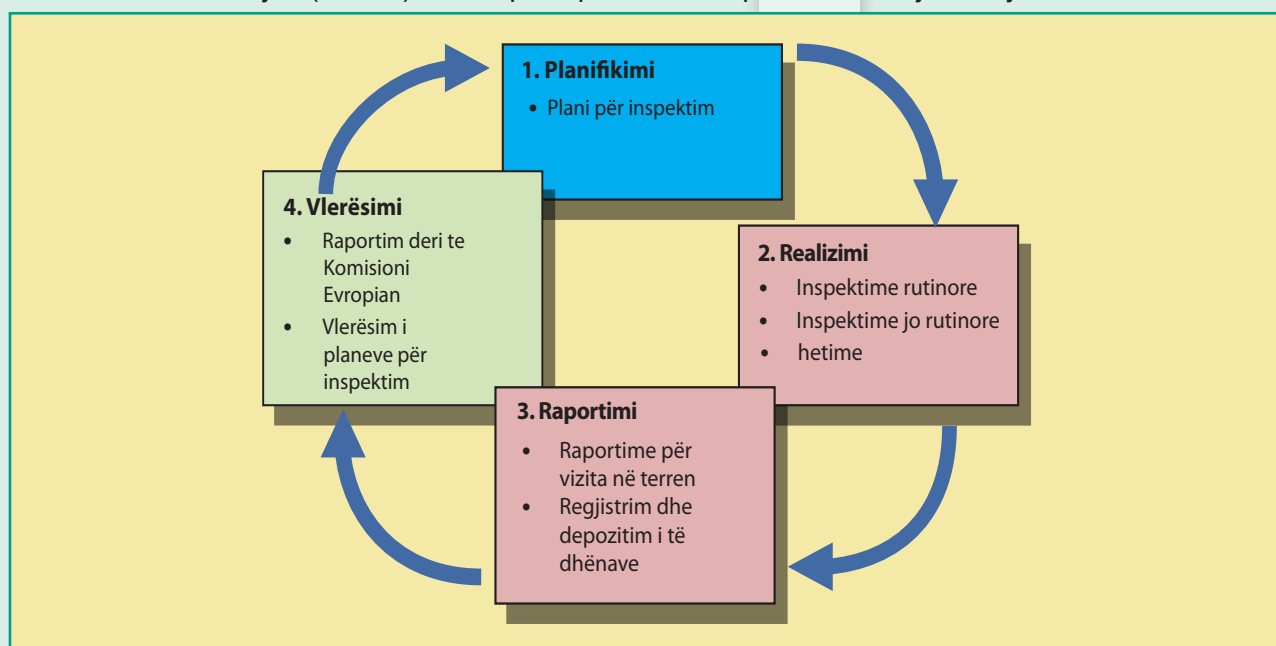 1. Planifikimi
• Plani për inspektim
2. Realizimi
• Inspektime rutinore
• Inspektime jo rutinore
• hetime
3. Raportimi
• Raportime për
vizita në terren
• Regjistrim dhe
depozitim i të
dhënave
4. Vlerësimi
• Raportim deri te
Komisioni
Evropian
• Vlerësim i
planeve për
inspektim